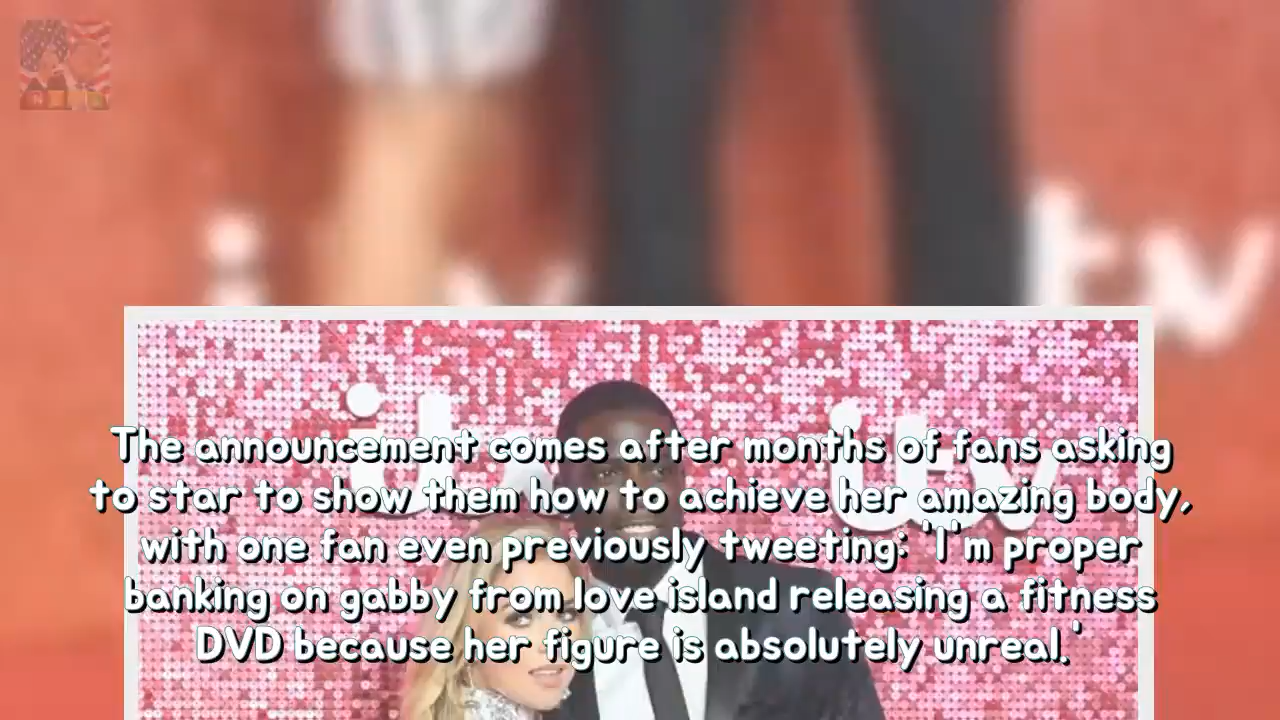 itv
itv
The announcement comes after months of fans asking
to star to show them how to achieve her amazing body,
with one fan even previously tweeting: 'I'm proper
banking on gabby from love island releasing a fitness
DVD because her figure is absolutely unreal.'